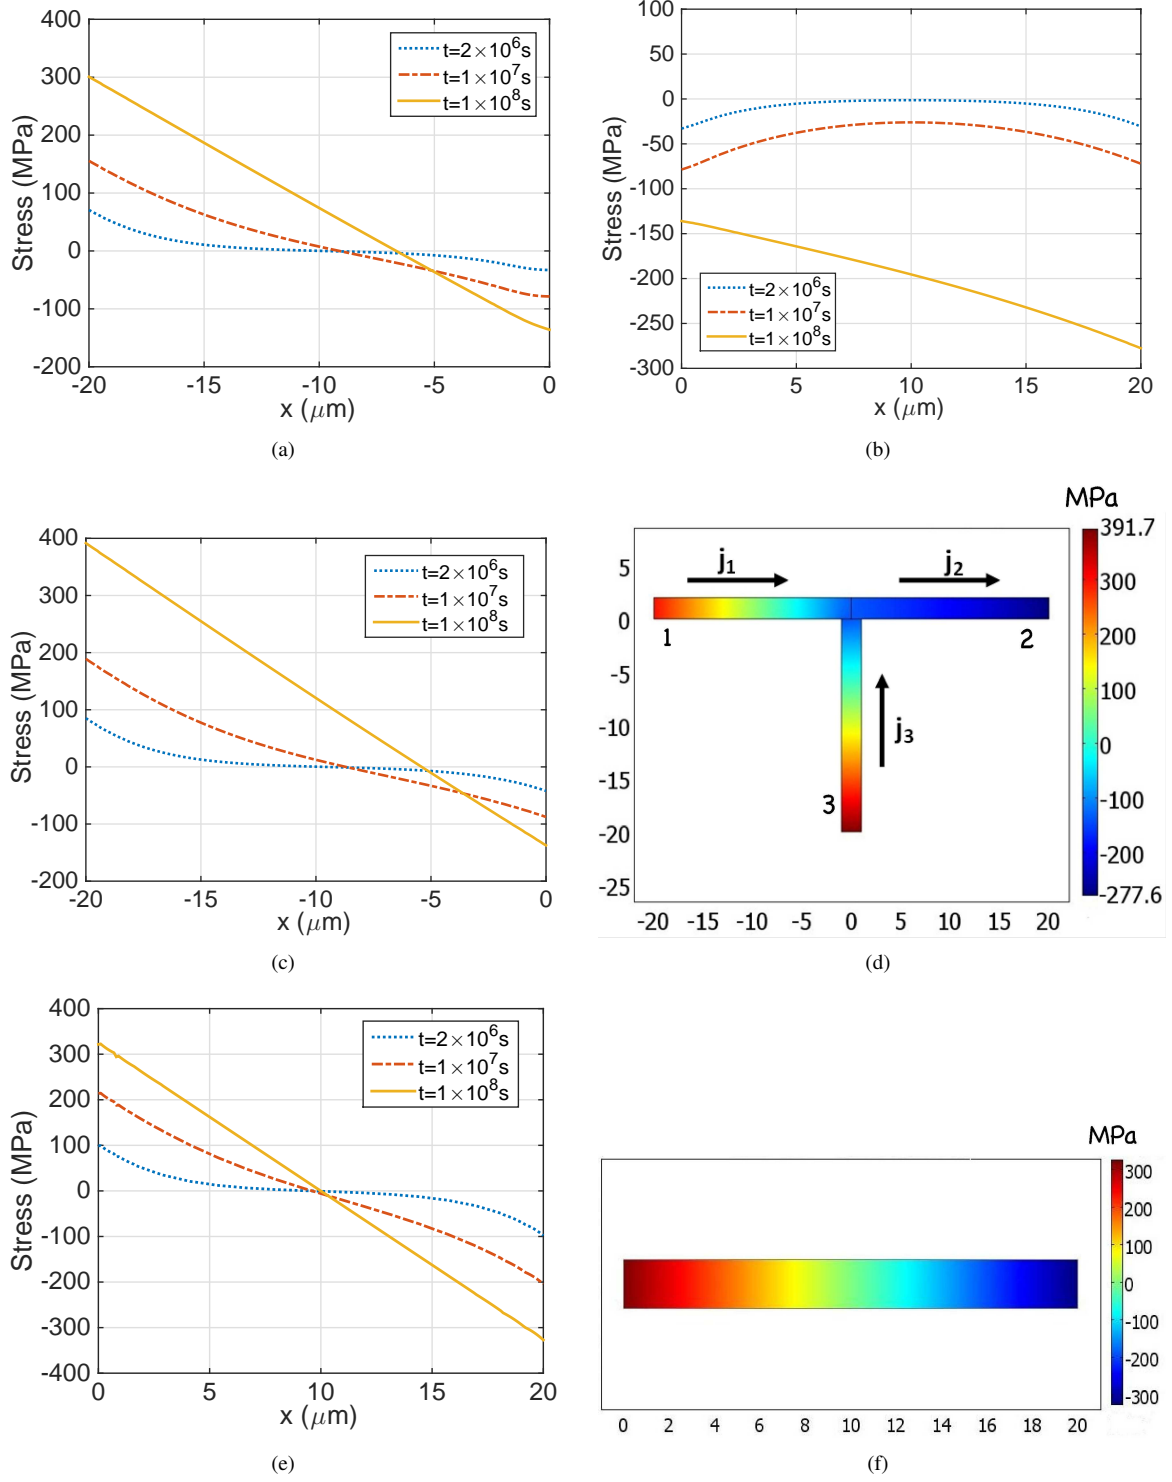 400
300
200
100
0
-100
-200
-20
-15
-10
-5
0
Stress (MPa)
x (μm)
t=2×10⁶s
t=1×10⁷s
t=1×10⁸s
(a)
100
50
0
-50
-100
-150
-200
-250
-300
0
5
10
15
20
Stress (MPa)
x (μm)
t=2×10⁶s
t=1×10⁷s
t=1×10⁸s
(b)
400
300
200
100
0
-100
-200
-20
-15
-10
-5
0
Stress (MPa)
x (μm)
t=2×10⁶s
t=1×10⁷s
t=1×10⁸s
(c)
MPa
391.7
300
200
100
0
-100
-200
-277.6
5
0
-5
-10
-15
-20
-25
j₁
j₂
1
2
j₃
3
-20 -15 -10 -5 0 5 10 15 20
(d)
400
300
200
100
0
-100
-200
-300
-400
0
5
10
15
20
Stress (MPa)
x (μm)
t=2×10⁶s
t=1×10⁷s
t=1×10⁸s
(e)
MPa
300
200
100
0
-100
-200
-300
0 2 4 6 8 10 12 14 16 18 20
(f)